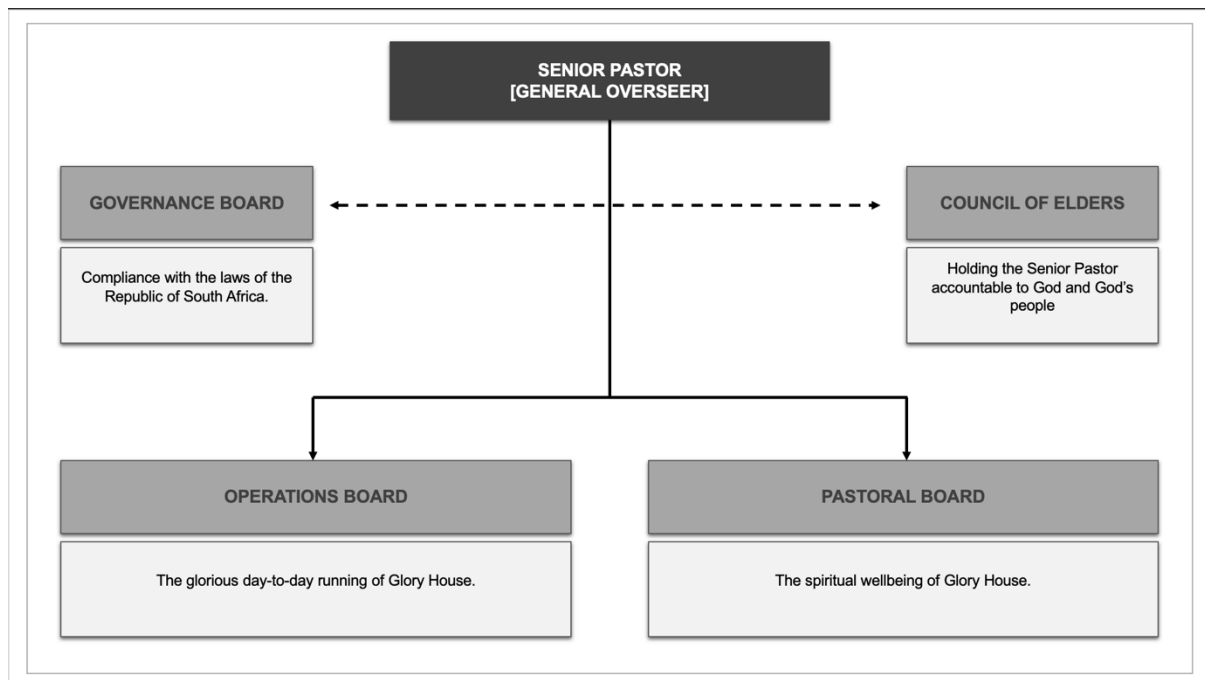 SENIOR PASTOR
[GENERAL OVERSEER]
GOVERNANCE BOARD
Compliance with the laws of the
Republic of South Africa.
COUNCIL OF ELDERS
Holding the Senior Pastor
accountable to God and God’s
people
OPERATIONS BOARD
The glorious day-to-day running of Glory House.
PASTORAL BOARD
The spiritual wellbeing of Glory House.